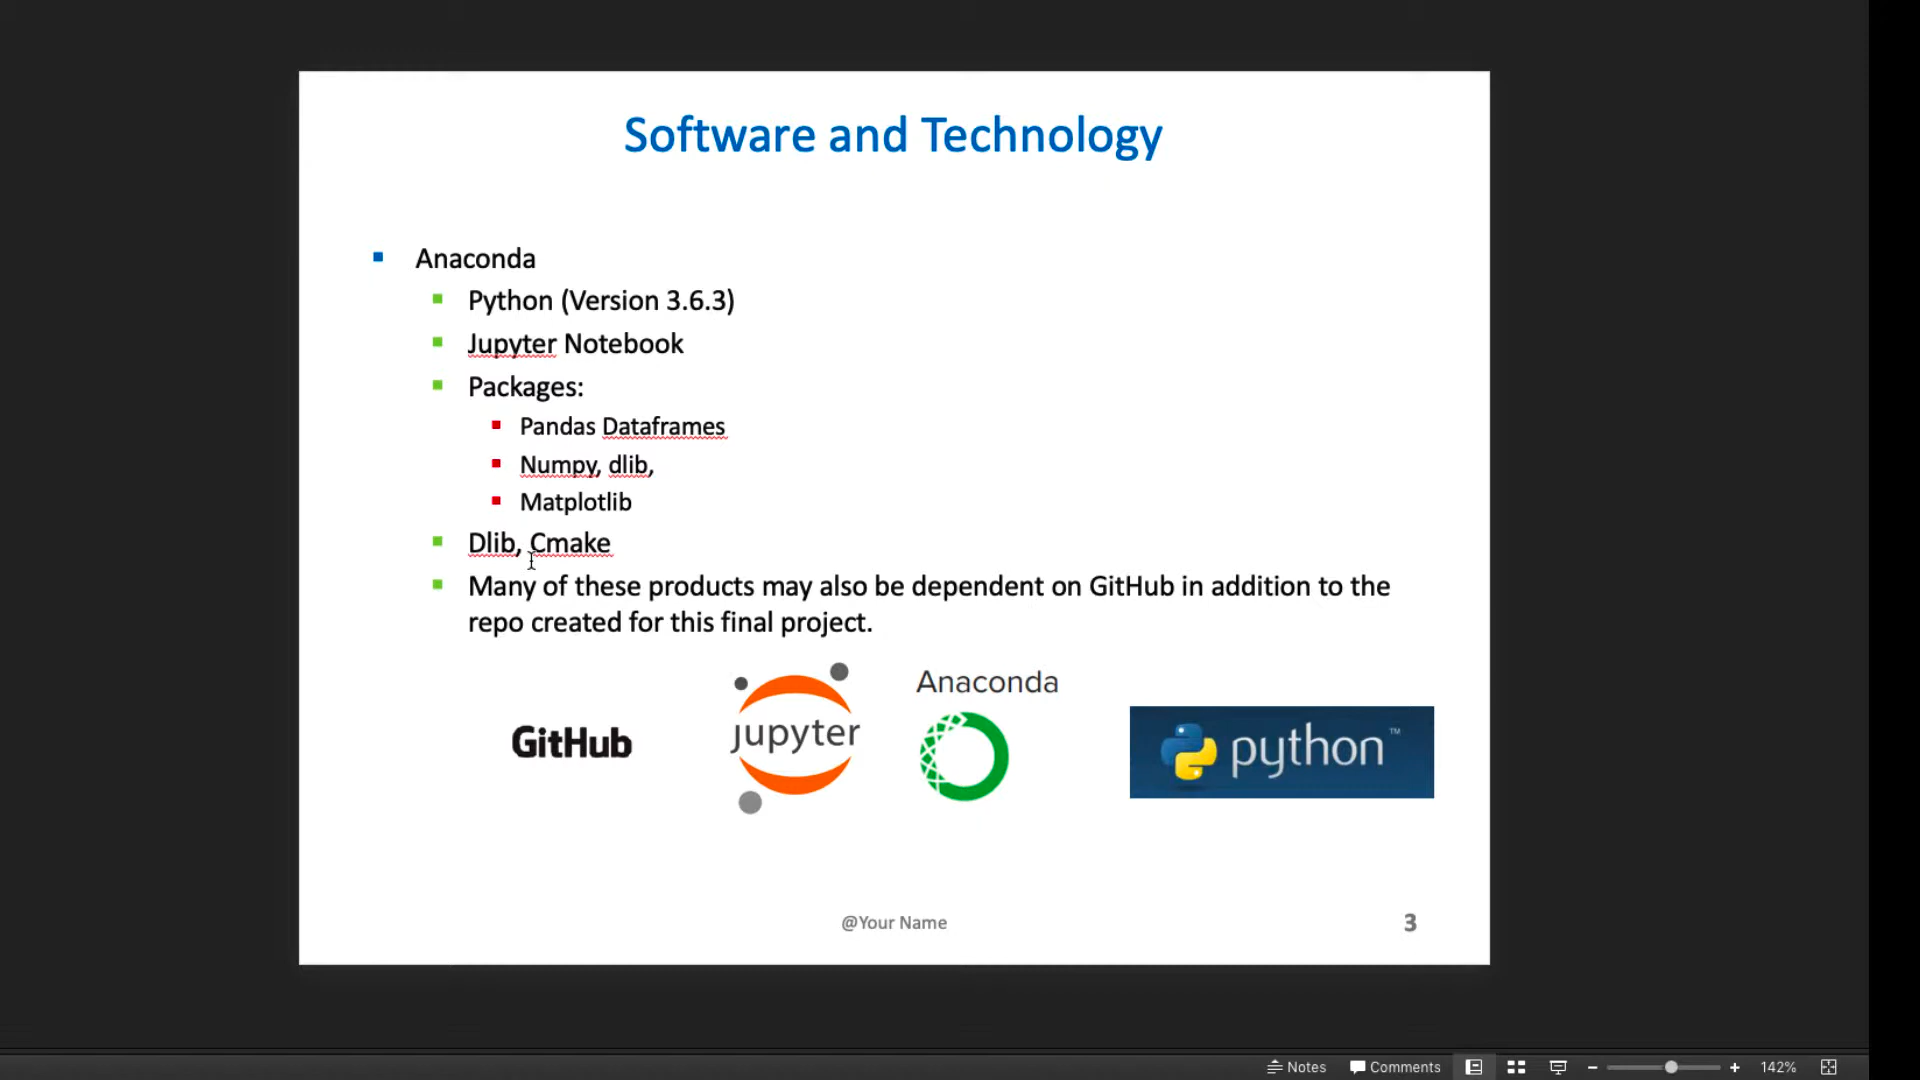 Software and Technology
Anaconda
Python (Version 3.6.3)
Jupyter Notebook
Packages:
Pandas Dataframes
Numpy, dlib,
Matplotlib
Dlib, Cmake
Many of these products may also be dependent on GitHub in addition to the
repo created for this final project.
GitHub
jupyter
Anaconda
python™
@Your Name
3
Notes
Comments
142%